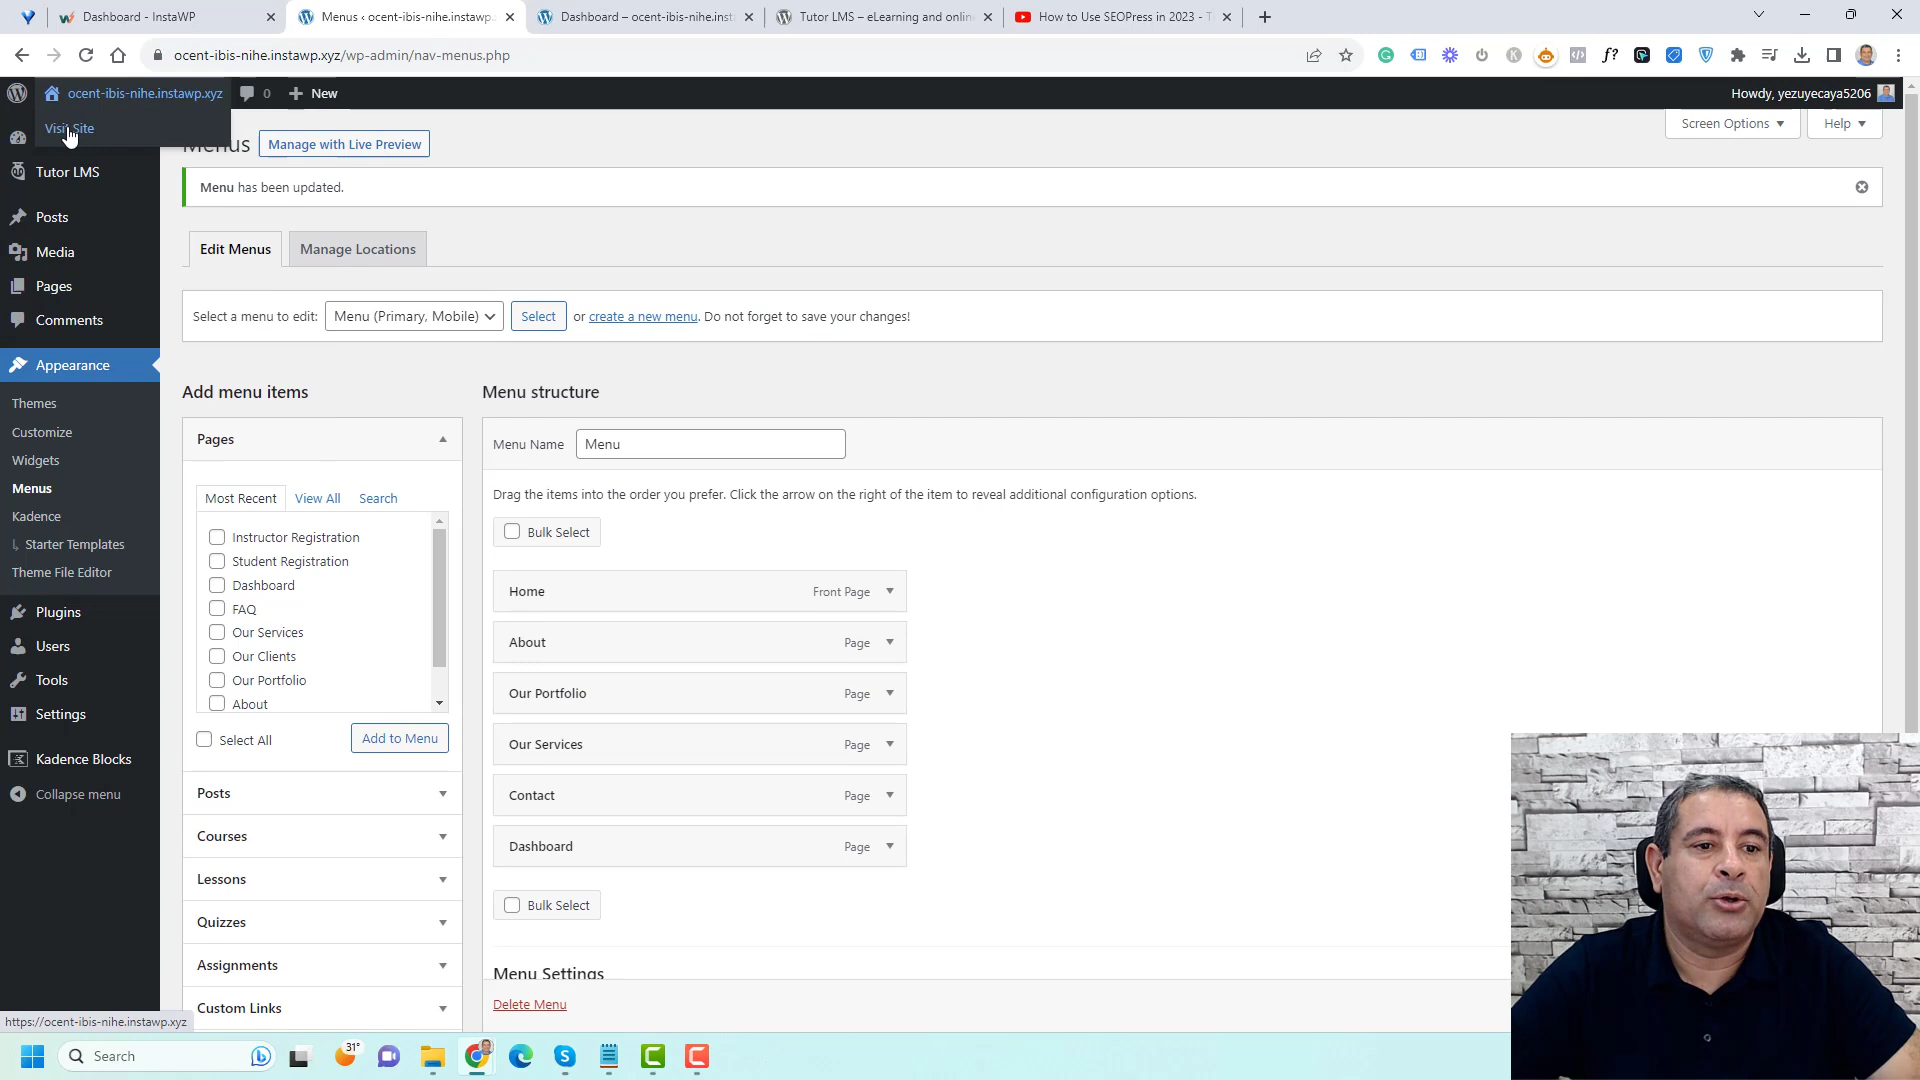 Dashboard - InstaWP
Menus ‹ ocent-ibis-nihe.instawp.
Dashboard – ocent-ibis-nihe.inst
Tutor LMS – eLearning and onlin
How to Use SEOPress in 2023 - T
ocent-ibis-nihe.instawp.xyz/wp-admin/nav-menus.php
ocent-ibis-nihe.instawp.xyz
0
New
Howdy, yezuyecaya5206
Visit Site
Menus
Manage with Live Preview
Screen Options
Help
Menu has been updated.
Tutor LMS
Posts
Media
Pages
Comments
Appearance
Themes
Customize
Widgets
Menus
Kadence
Starter Templates
Theme File Editor
Plugins
Users
Tools
Settings
Kadence Blocks
Collapse menu
Edit Menus
Manage Locations
Select a menu to edit:
Menu (Primary, Mobile)
Select
or create a new menu. Do not forget to save your changes!
Add menu items
Pages
Most Recent
View All
Search
Instructor Registration
Student Registration
Dashboard
FAQ
Our Services
Our Clients
Our Portfolio
About
Select All
Add to Menu
Posts
Courses
Lessons
Quizzes
Assignments
Custom Links
Menu structure
Menu Name
Menu
Drag the items into the order you prefer. Click the arrow on the right of the item to reveal additional configuration options.
Bulk Select
Home
Front Page
About
Page
Our Portfolio
Page
Our Services
Page
Contact
Page
Dashboard
Page
Bulk Select
Menu Settings
Delete Menu
https://ocent-ibis-nihe.instawp.xyz
Search
31°